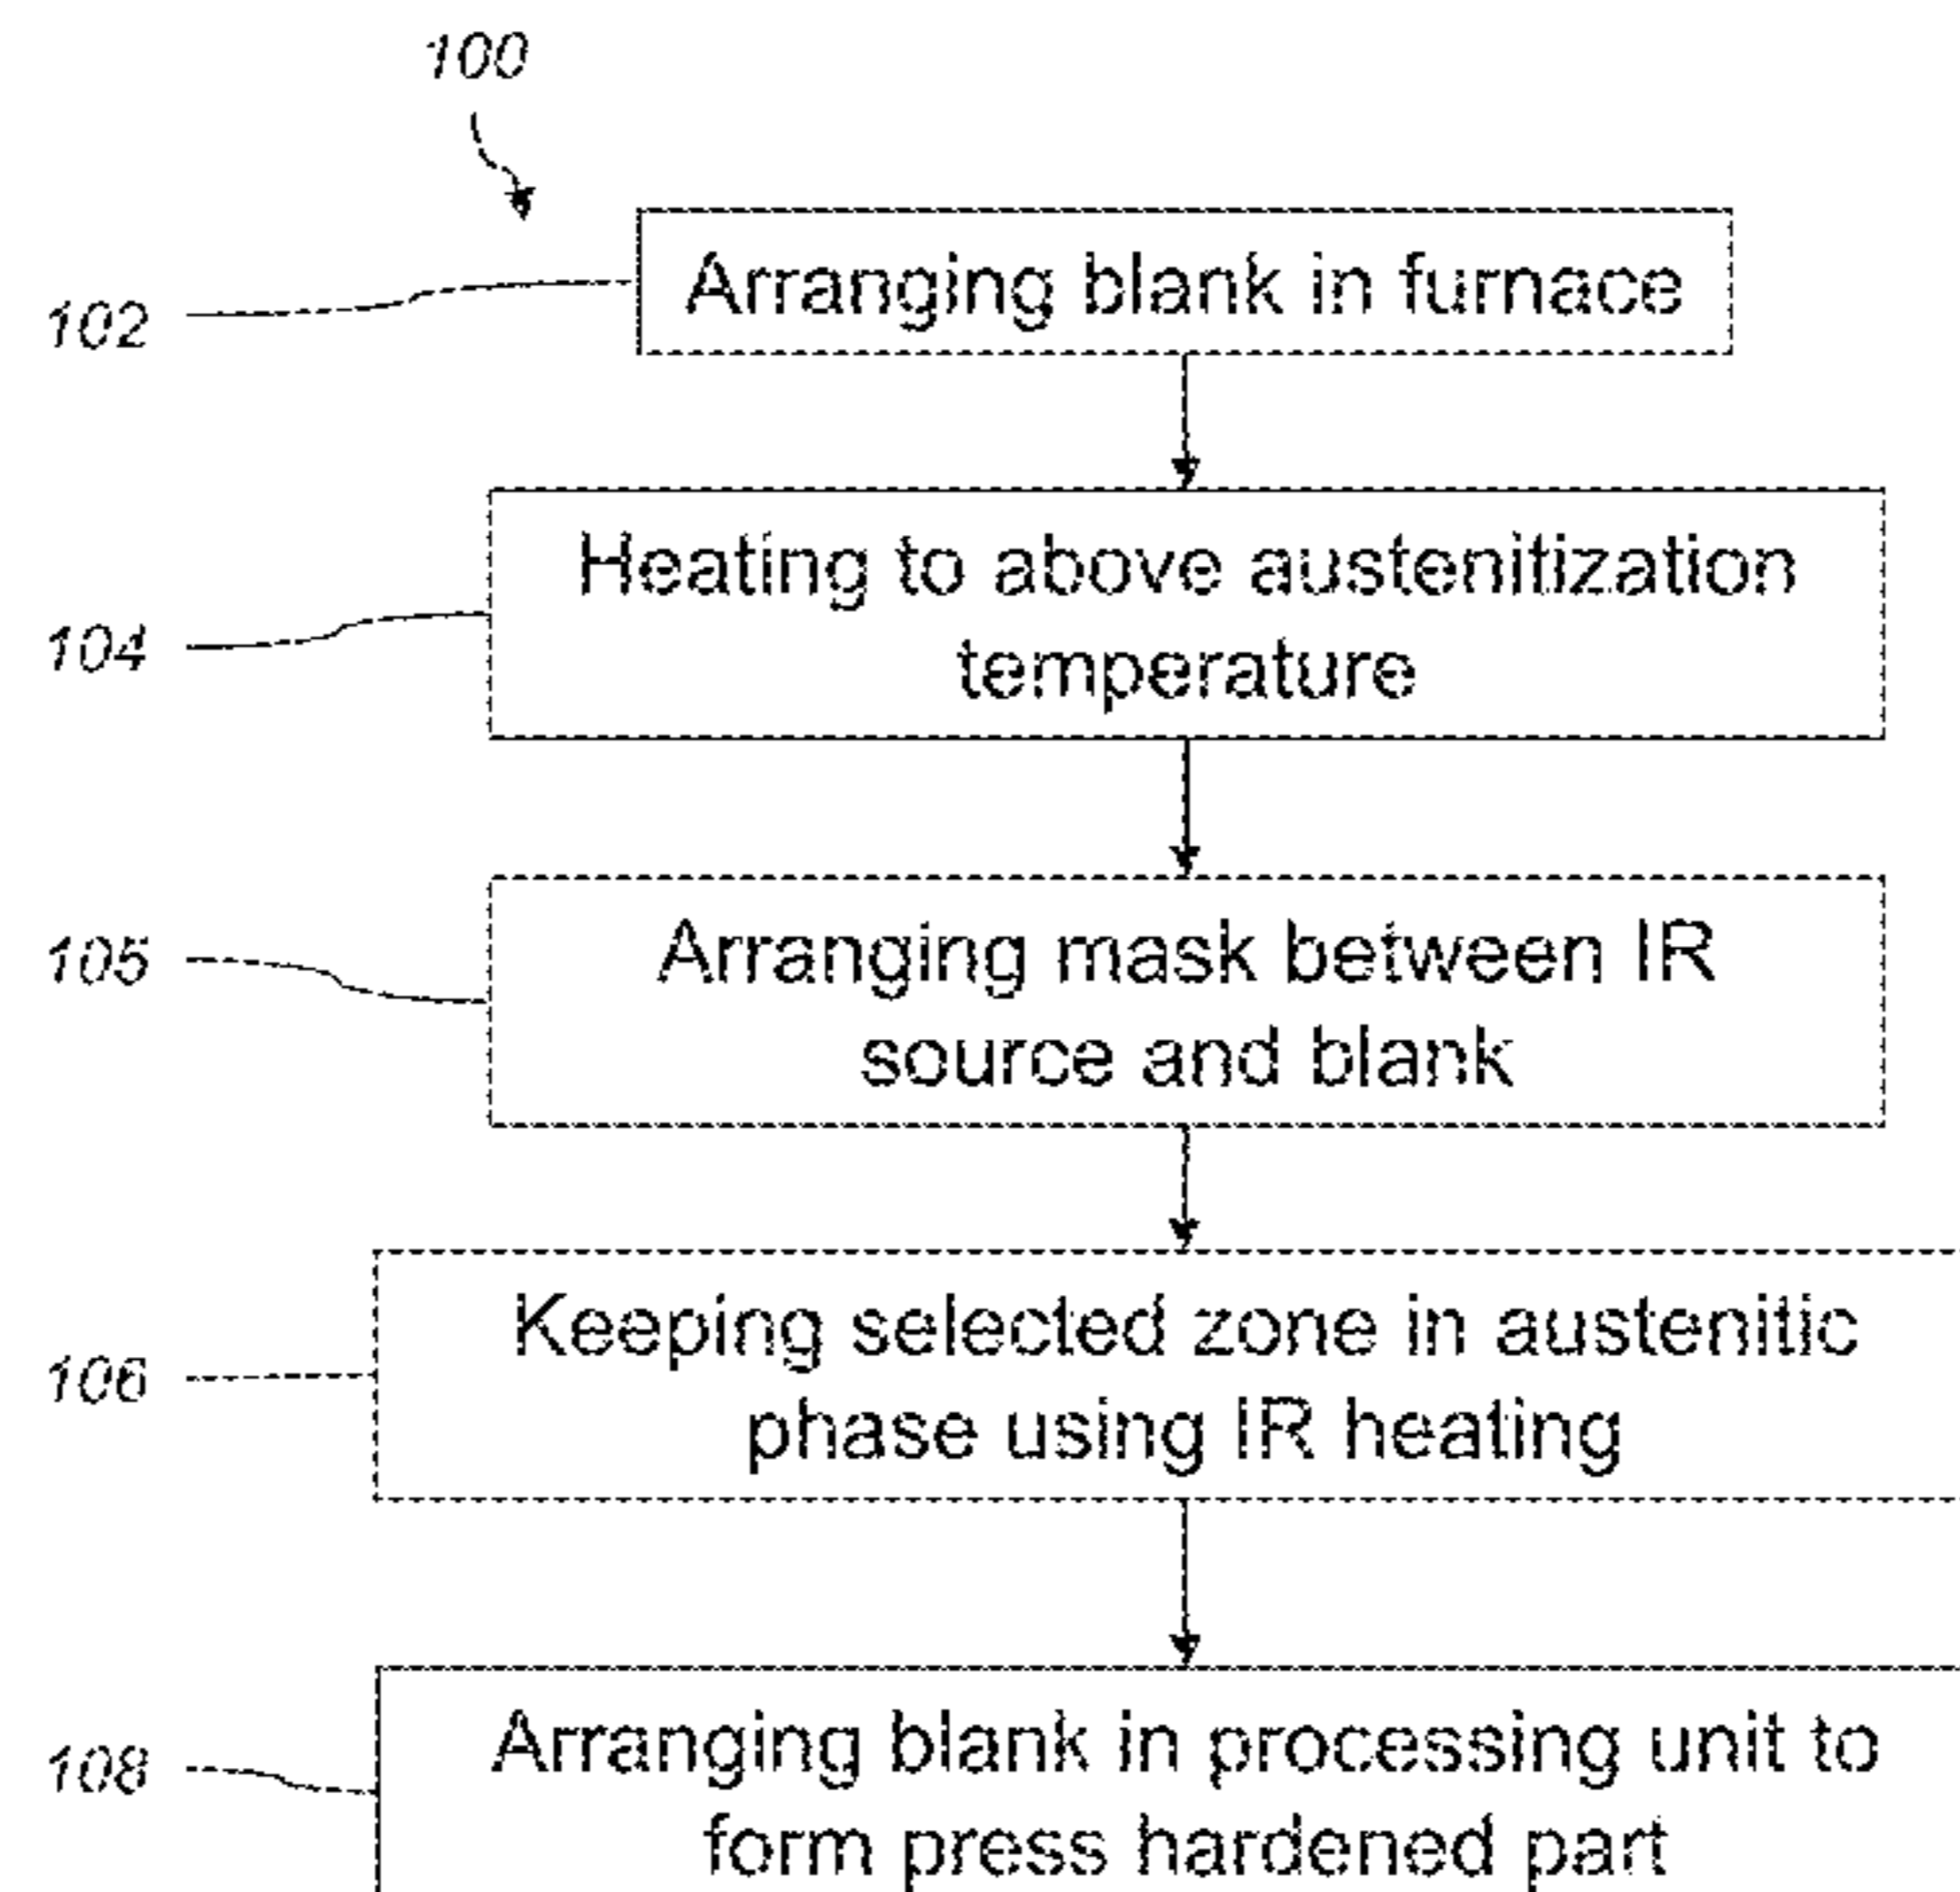 100
102
Arranging blank in furnace
104
Heating to above austenitization
temperature
105
Arranging mask between IR
source and blank
106
Keeping selected zone in austenitic
phase using IR heating
108
Arranging blank in processing unit to
form press hardened part